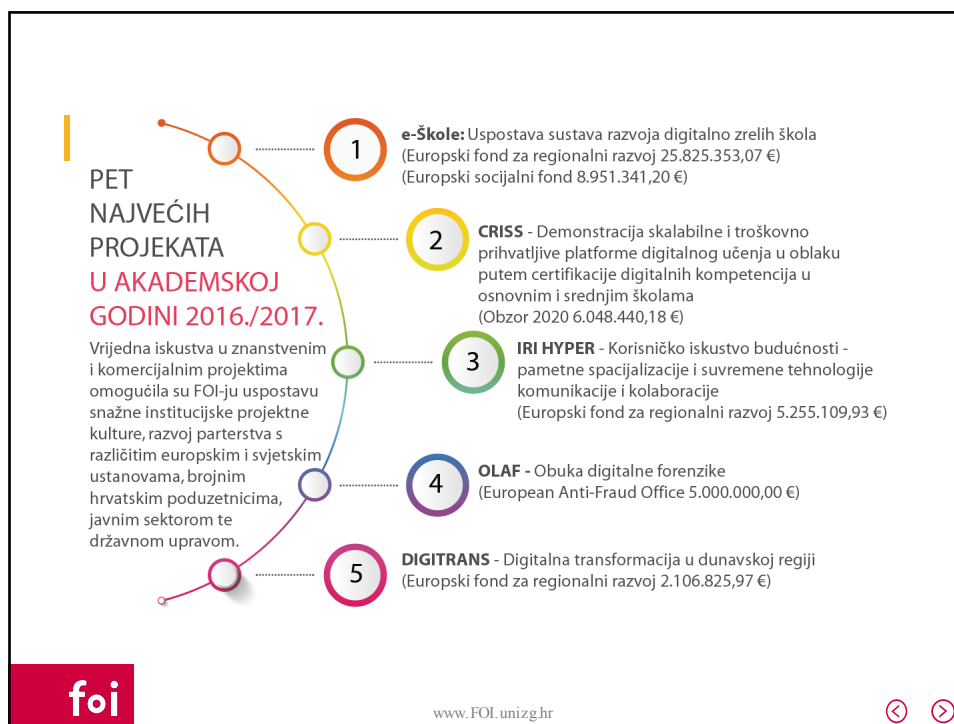 PET
NAJVEĆIH
PROJEKATA
U AKADEMSKOJ
GODINI 2016./2017.
Vrijedna iskustva u znanstvenim
i komercijalnim projektima
omogućila su FOI-ju uspostavu
snažne institucijske projektne
kulture, razvoj parterstva s
različitim europskim i svjetskim
ustanovama, brojnim
hrvatskim poduzetnicima,
javnim sektorom te
državnom upravom.
1
e-Škole: Uspostava sustava razvoja digitalno zrelih škola
(Europski fond za regionalni razvoj 25.825.353,07 €)
(Europski socijalni fond 8.951.341,20 €)
2
CRISS - Demonstracija skalabilne i troškovno
prihvatljive platforme digitalnog učenja u oblaku
putem certifikacije digitalnih kompetencija u
osnovnim i srednjim školama
(Obzor 2020 6.048.440,18 €)
3
IRI HYPER - Korisničko iskustvo budućnosti -
pametne spacijalizacije i suvremene tehnologije
komunikacije i kolaboracije
(Europski fond za regionalni razvoj 5.255.109,93 €)
4
OLAF - Obuka digitalne forenzike
(European Anti-Fraud Office 5.000.000,00 €)
5
DIGITRANS - Digitalna transformacija u dunavskoj regiji
(Europski fond za regionalni razvoj 2.106.825,97 €)
foi
www.FOI.unizg.hr